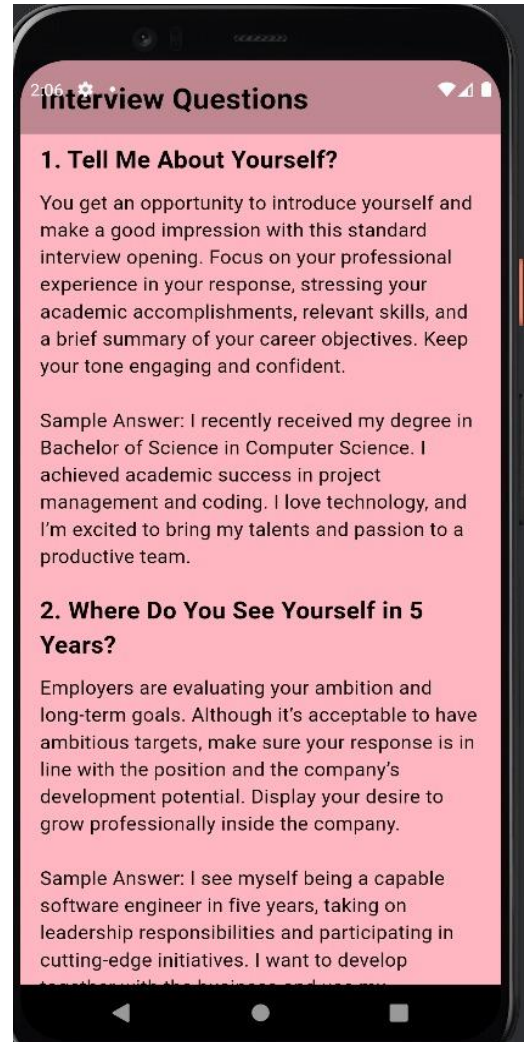 2:06
Interview Questions
1. Tell Me About Yourself?
You get an opportunity to introduce yourself and
make a good impression with this standard
interview opening. Focus on your professional
experience in your response, stressing your
academic accomplishments, relevant skills, and
a brief summary of your career objectives. Keep
your tone engaging and confident.
Sample Answer: I recently received my degree in
Bachelor of Science in Computer Science. I
achieved academic success in project
management and coding. I love technology, and
I’m excited to bring my talents and passion to a
productive team.
2. Where Do You See Yourself in 5
Years?
Employers are evaluating your ambition and
long-term goals. Although it’s acceptable to have
ambitious targets, make sure your response is in
line with the position and the company’s
development potential. Display your desire to
grow professionally inside the company.
Sample Answer: I see myself being a capable
software engineer in five years, taking on
leadership responsibilities and participating in
cutting-edge initiatives. I want to develop